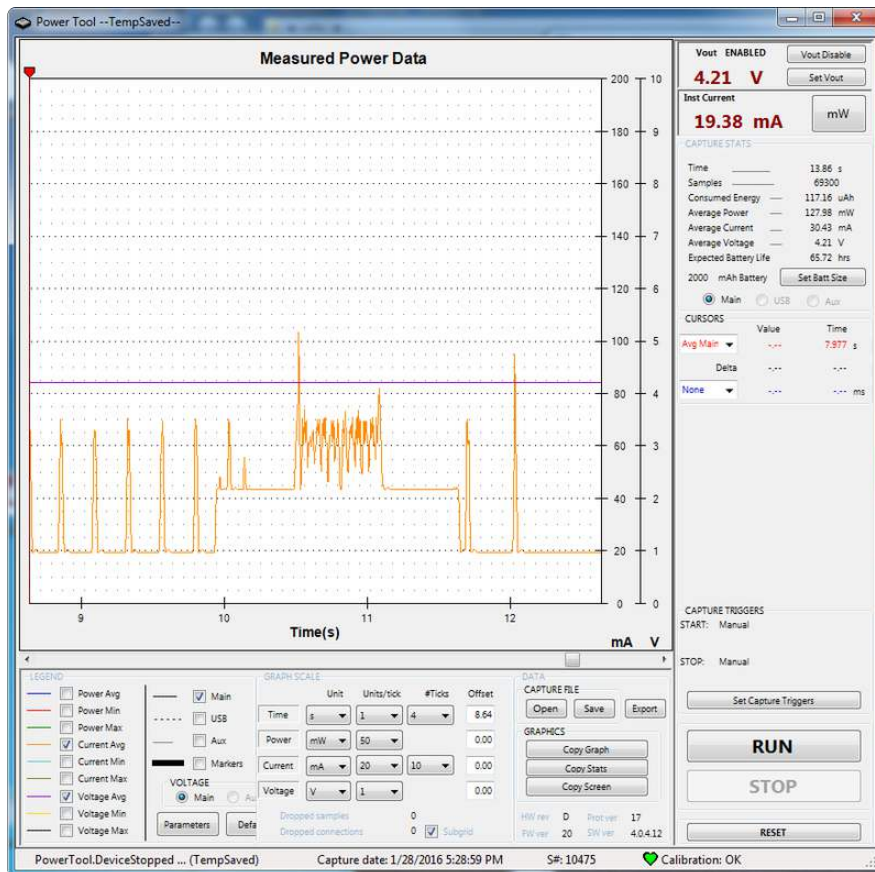 Power Tool --TempSaved--
Measured Power Data
200 10
180 9
160 8
140 7
120 6
100 5
80 4
60 3
40 2
20 1
0 0
9 10 11 12
Time(s)
mA V
Vout ENABLED
4.21 V
Vout Disable
Set Vout
Inst Current
19.38 mA
mW
CAPTURE STATS
Time 13.86 s
Samples 69300
Consumed Energy 117.16 uAh
Average Power 127.98 mW
Average Current 30.43 mA
Average Voltage 4.21 V
Expected Battery Life 65.72 hrs
2000 mAh Battery Set Batt Size
Main USB Aux
CURSORS
Value Time
Avg Main -.-- 7.977 s
Delta -.-- -.--
None -.-- -.-- ms
CAPTURE TRIGGERS
START: Manual
STOP: Manual
Set Capture Triggers
RUN
STOP
RESET
LEGEND
Power Avg
Power Min
Power Max
Current Avg
Current Min
Current Max
Voltage Avg
Voltage Min
Voltage Max
Main
USB
Aux
Markers
VOLTAGE
Main Au
Parameters Defa
GRAPH SCALE
Unit Units/tick #Ticks Offset
Time s 1 4 8.64
Power mW 50 0.00
Current mA 20 10 0.00
Voltage V 1 0.00
Dropped samples 0
Dropped connections 0 Subgrid
DATA
CAPTURE FILE
Open Save Export
GRAPHICS
Copy Graph
Copy Stats
Copy Screen
HW rev D Prot ver 17
FW ver 20 SW ver 4.0.4.12
PowerTool.DeviceStopped ... (TempSaved) Capture date: 1/28/2016 5:28:59 PM S#: 10475 Calibration: OK